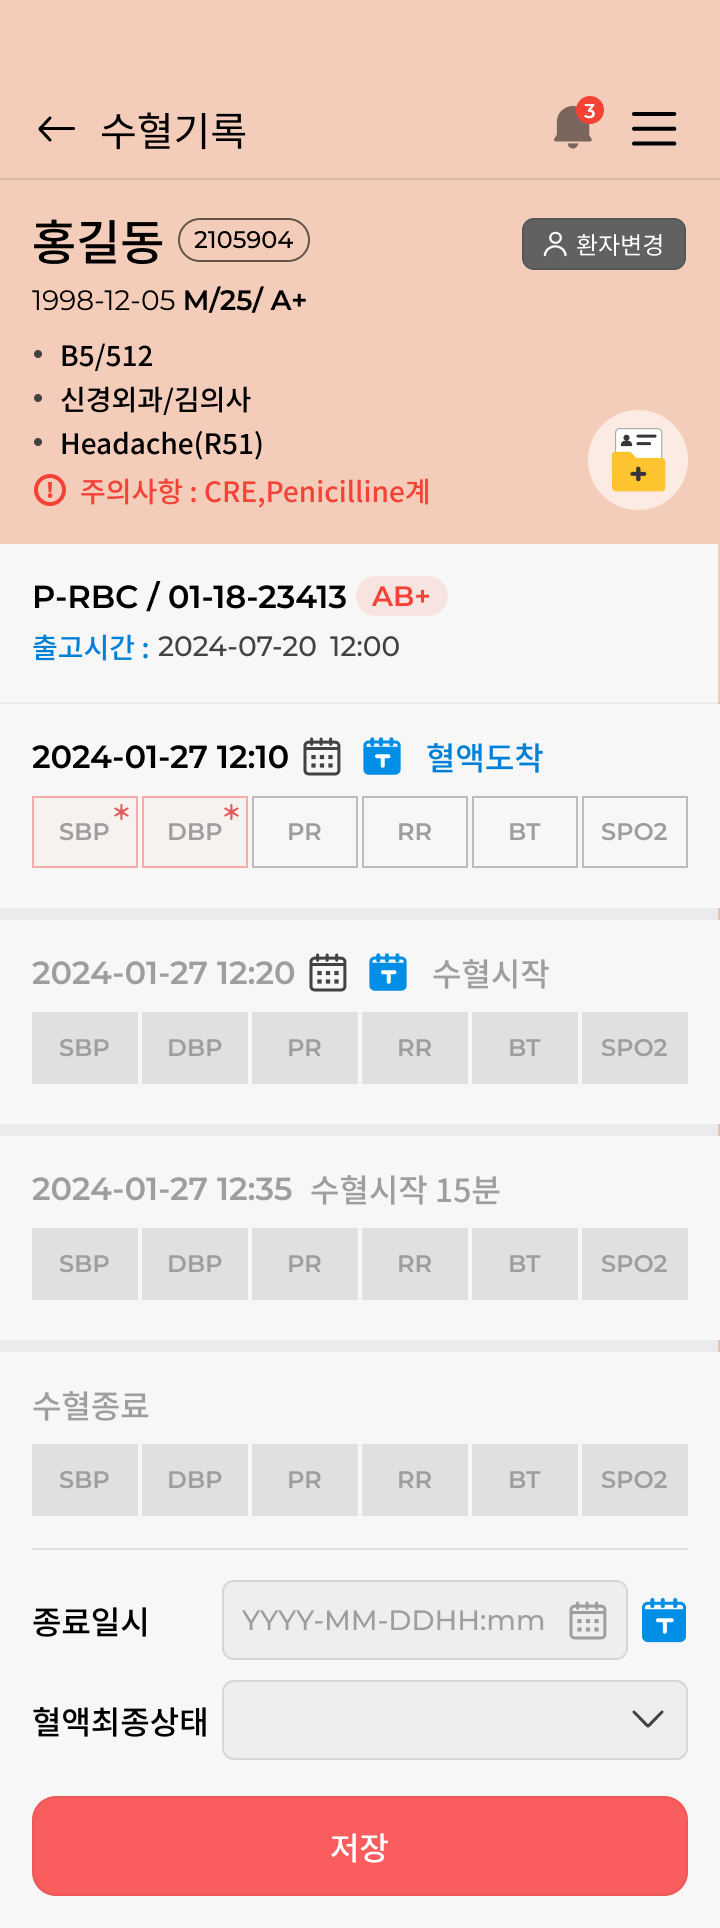 수혈기록
3
홍길동 2105904
환자변경
1998-12-05 M/25/ A+
• B5/512
• 신경외과/김의사
• Headache(R51)
주의사항 : CRE,Penicilline계
P-RBC / 01-18-23413 AB+
출고시간 : 2024-07-20 12:00
2024-01-27 12:10 T 혈액도착
SBP* DBP* PR RR BT SPO2
2024-01-27 12:20 T 수혈시작
SBP DBP PR RR BT SPO2
2024-01-27 12:35 수혈시작 15분
SBP DBP PR RR BT SPO2
수혈종료
SBP DBP PR RR BT SPO2
종료일시 YYYY-MM-DDHH:mm T
혈액최종상태
저장